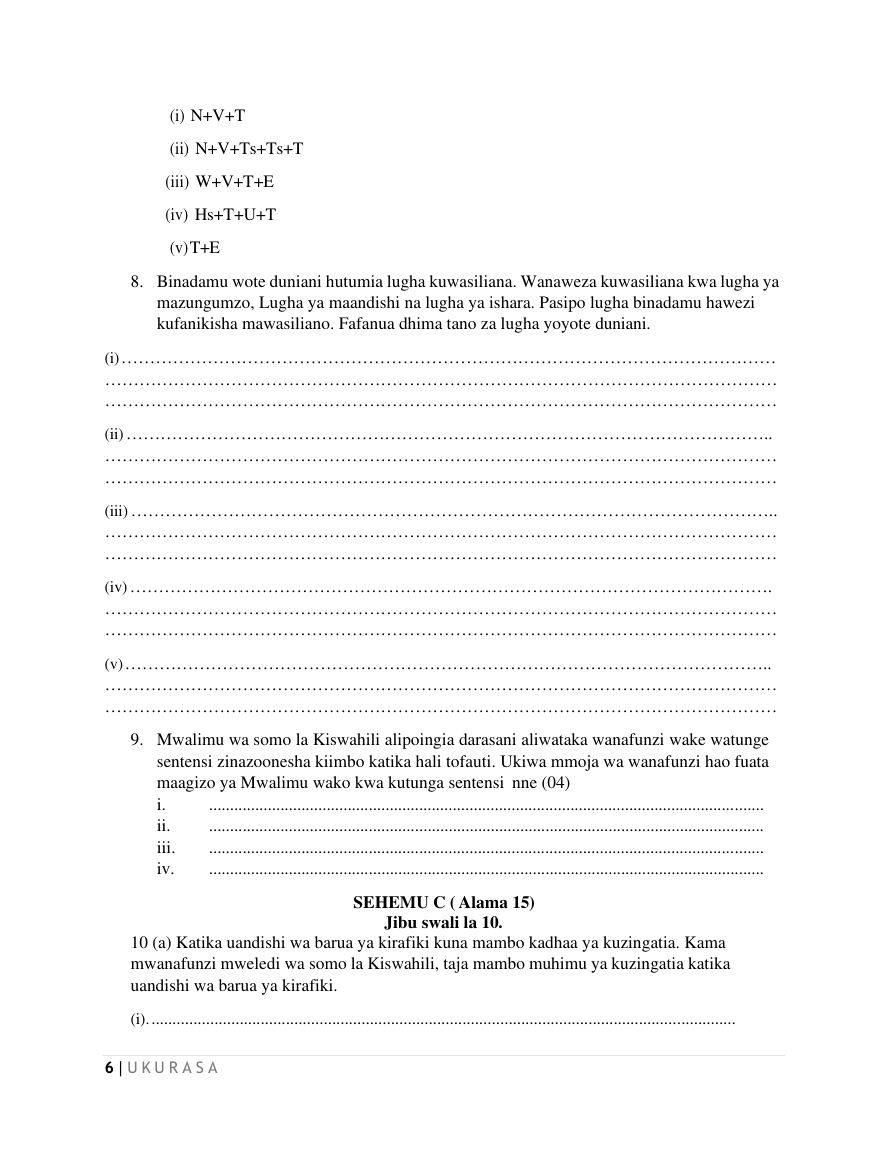 (i) N+V+T
(ii) N+V+Ts+Ts+T
(iii) W+V+T+E
(iv) Hs+T+U+T
(v)T+E
8. Binadamu wote duniani hutumia lugha kuwasiliana. Wanaweza kuwasiliana kwa lugha ya
mazungumzo, Lugha ya maandishi na lugha ya ishara. Pasipo lugha binadamu hawezi
kufanikisha mawasiliano. Fafanua dhima tano za lugha yoyote duniani.
(i)……………………………………………………………………………………………………
………………………………………………………………………………………………………
………………………………………………………………………………………………………
(ii)…………………………………………………………………………………………………..
………………………………………………………………………………………………………
………………………………………………………………………………………………………
(iii)…………………………………………………………………………………………………..
………………………………………………………………………………………………………
………………………………………………………………………………………………………
(iv)………………………………………………………………………………………………….
………………………………………………………………………………………………………
………………………………………………………………………………………………………
(v)…………………………………………………………………………………………………..
………………………………………………………………………………………………………
………………………………………………………………………………………………………
9. Mwalimu wa somo la Kiswahili alipoingia darasani aliwataka wanafunzi wake watunge
sentensi zinazoonesha kiimbo katika hali tofauti. Ukiwa mmoja wa wanafunzi hao fuata
maagizo ya Mwalimu wako kwa kutunga sentensi nne (04)
i. ....................................................................................................................................
ii. ....................................................................................................................................
iii. ....................................................................................................................................
iv. ....................................................................................................................................
SEHEMU C ( Alama 15)
Jibu swali la 10.
10 (a) Katika uandishi wa barua ya kirafiki kuna mambo kadhaa ya kuzingatia. Kama
mwanafunzi mweledi wa somo la Kiswahili, taja mambo muhimu ya kuzingatia katika
uandishi wa barua ya kirafiki.
(i). ...........................................................................................................................................
6 | UKURASA